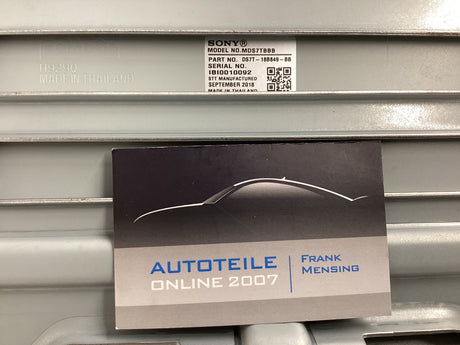 SONY®
MODEL NO.MDS7TBBB
PART NO. DS7T-18B849-BB
SERIAL NO.
IBI0010092
STT MANUFACTURED
SEPTEMBER 2018
MADE IN THAILAND
MADE IN THAILAND
AUTOTEILE
ONLINE 2007
FRANK
MENSING